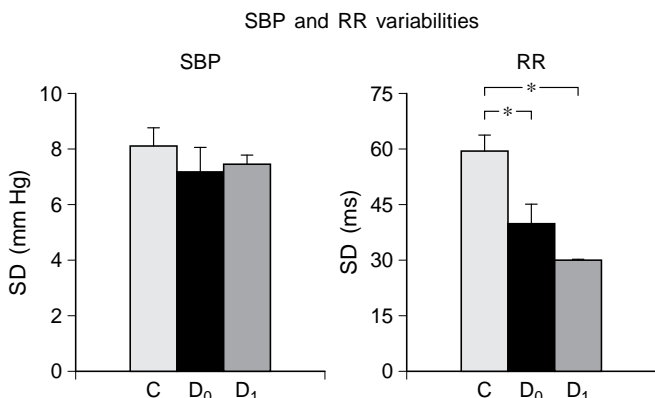 SBP and RR variabilities
SBP
10
8
6
4
2
0
SD (mm Hg)
C D₀ D₁
RR
75
60
45
30
15
0
SD (ms)
*
*
C D₀ D₁